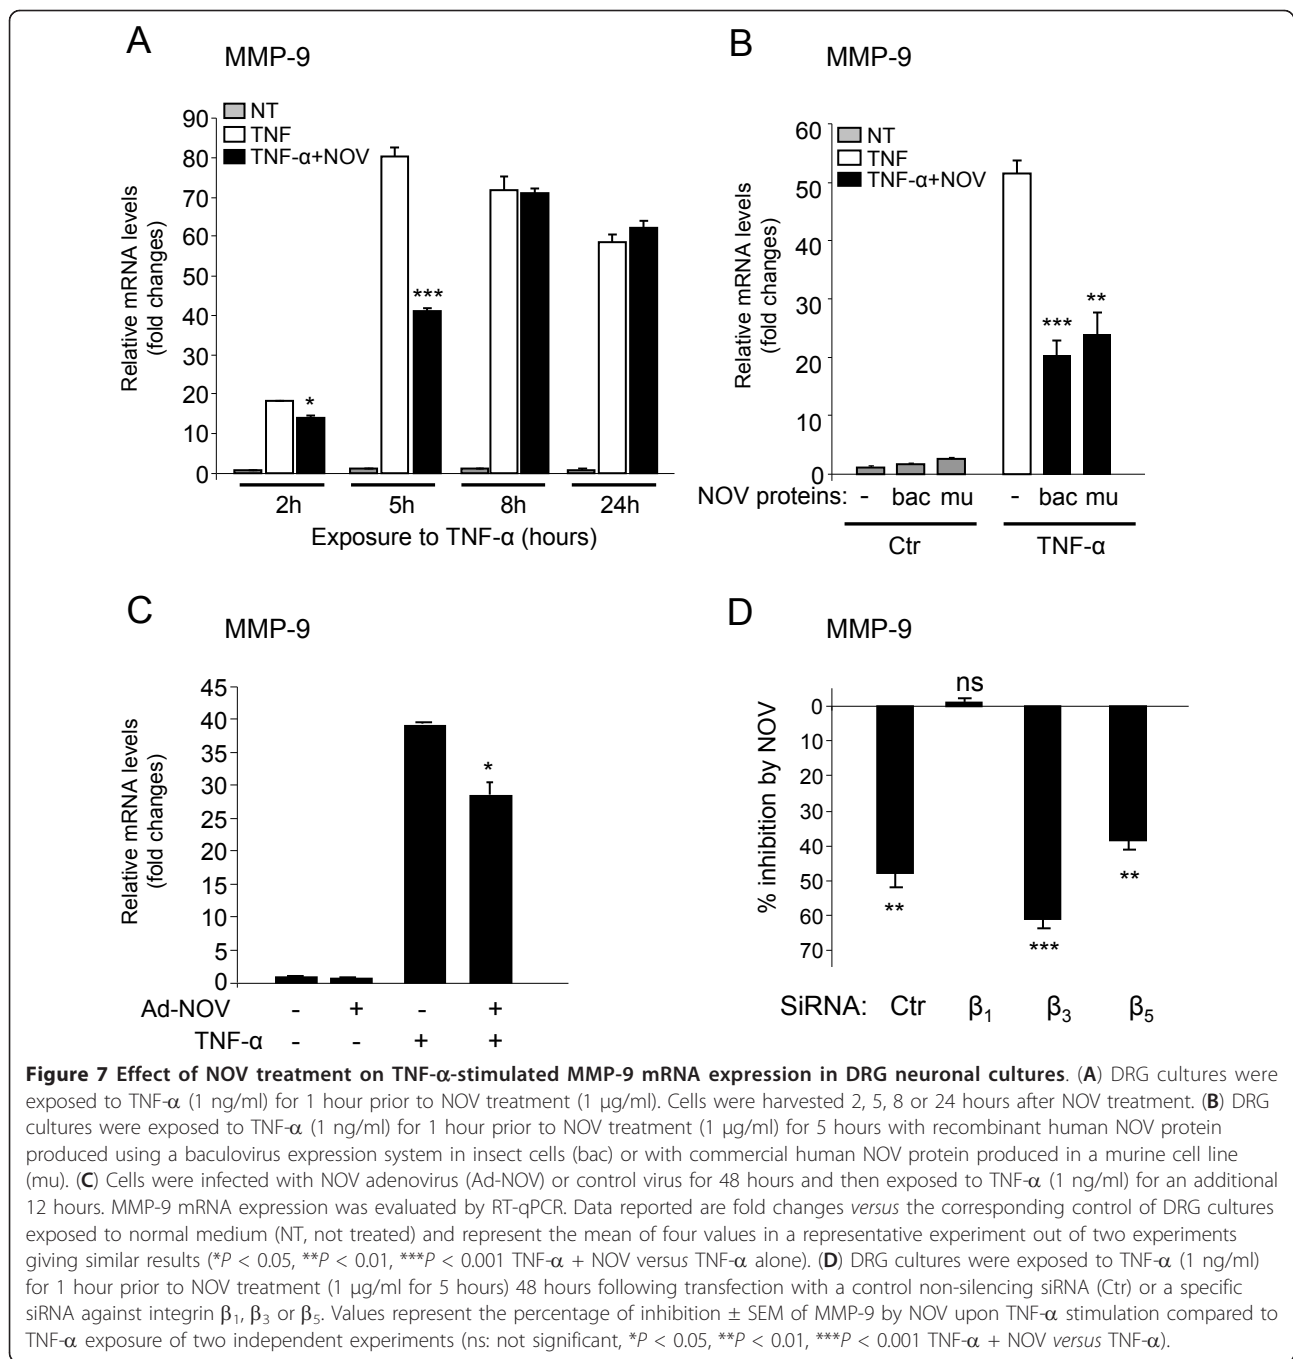 A
MMP-9
NT
TNF
TNF-α+NOV
Relative mRNA levels
(fold changes)
90
80
70
60
50
40
30
20
10
0
*
***
2h 5h 8h 24h
Exposure to TNF-α (hours)
B
MMP-9
NT
TNF
TNF-α+NOV
Relative mRNA levels
(fold changes)
60
50
40
30
20
10
0
***
**
NOV proteins: - bac mu - bac mu
Ctr TNF-α
C
MMP-9
Relative mRNA levels
(fold changes)
45
40
35
30
25
20
15
10
5
0
*
Ad-NOV - + - +
TNF-α - - + +
D
MMP-9
% inhibition by NOV
0
10
20
30
40
50
60
70
ns
**
***
**
SiRNA: Ctr β1 β3 β5
Figure 7 Effect of NOV treatment on TNF-α-stimulated MMP-9 mRNA expression in DRG neuronal cultures. (A) DRG cultures were
exposed to TNF-α (1 ng/ml) for 1 hour prior to NOV treatment (1 μg/ml). Cells were harvested 2, 5, 8 or 24 hours after NOV treatment. (B) DRG
cultures were exposed to TNF-α (1 ng/ml) for 1 hour prior to NOV treatment (1 μg/ml) for 5 hours with recombinant human NOV protein
produced using a baculovirus expression system in insect cells (bac) or with commercial human NOV protein produced in a murine cell line
(mu). (C) Cells were infected with NOV adenovirus (Ad-NOV) or control virus for 48 hours and then exposed to TNF-α (1 ng/ml) for an additional
12 hours. MMP-9 mRNA expression was evaluated by RT-qPCR. Data reported are fold changes versus the corresponding control of DRG cultures
exposed to normal medium (NT, not treated) and represent the mean of four values in a representative experiment out of two experiments
giving similar results (*P < 0.05, **P < 0.01, ***P < 0.001 TNF-α + NOV versus TNF-α alone). (D) DRG cultures were exposed to TNF-α (1 ng/ml)
for 1 hour prior to NOV treatment (1 μg/ml for 5 hours) 48 hours following transfection with a control non-silencing siRNA (Ctr) or a specific
siRNA against integrin β1, β3 or β5. Values represent the percentage of inhibition ± SEM of MMP-9 by NOV upon TNF-α stimulation compared to
TNF-α exposure of two independent experiments (ns: not significant, *P < 0.05, **P < 0.01, ***P < 0.001 TNF-α + NOV versus TNF-α).